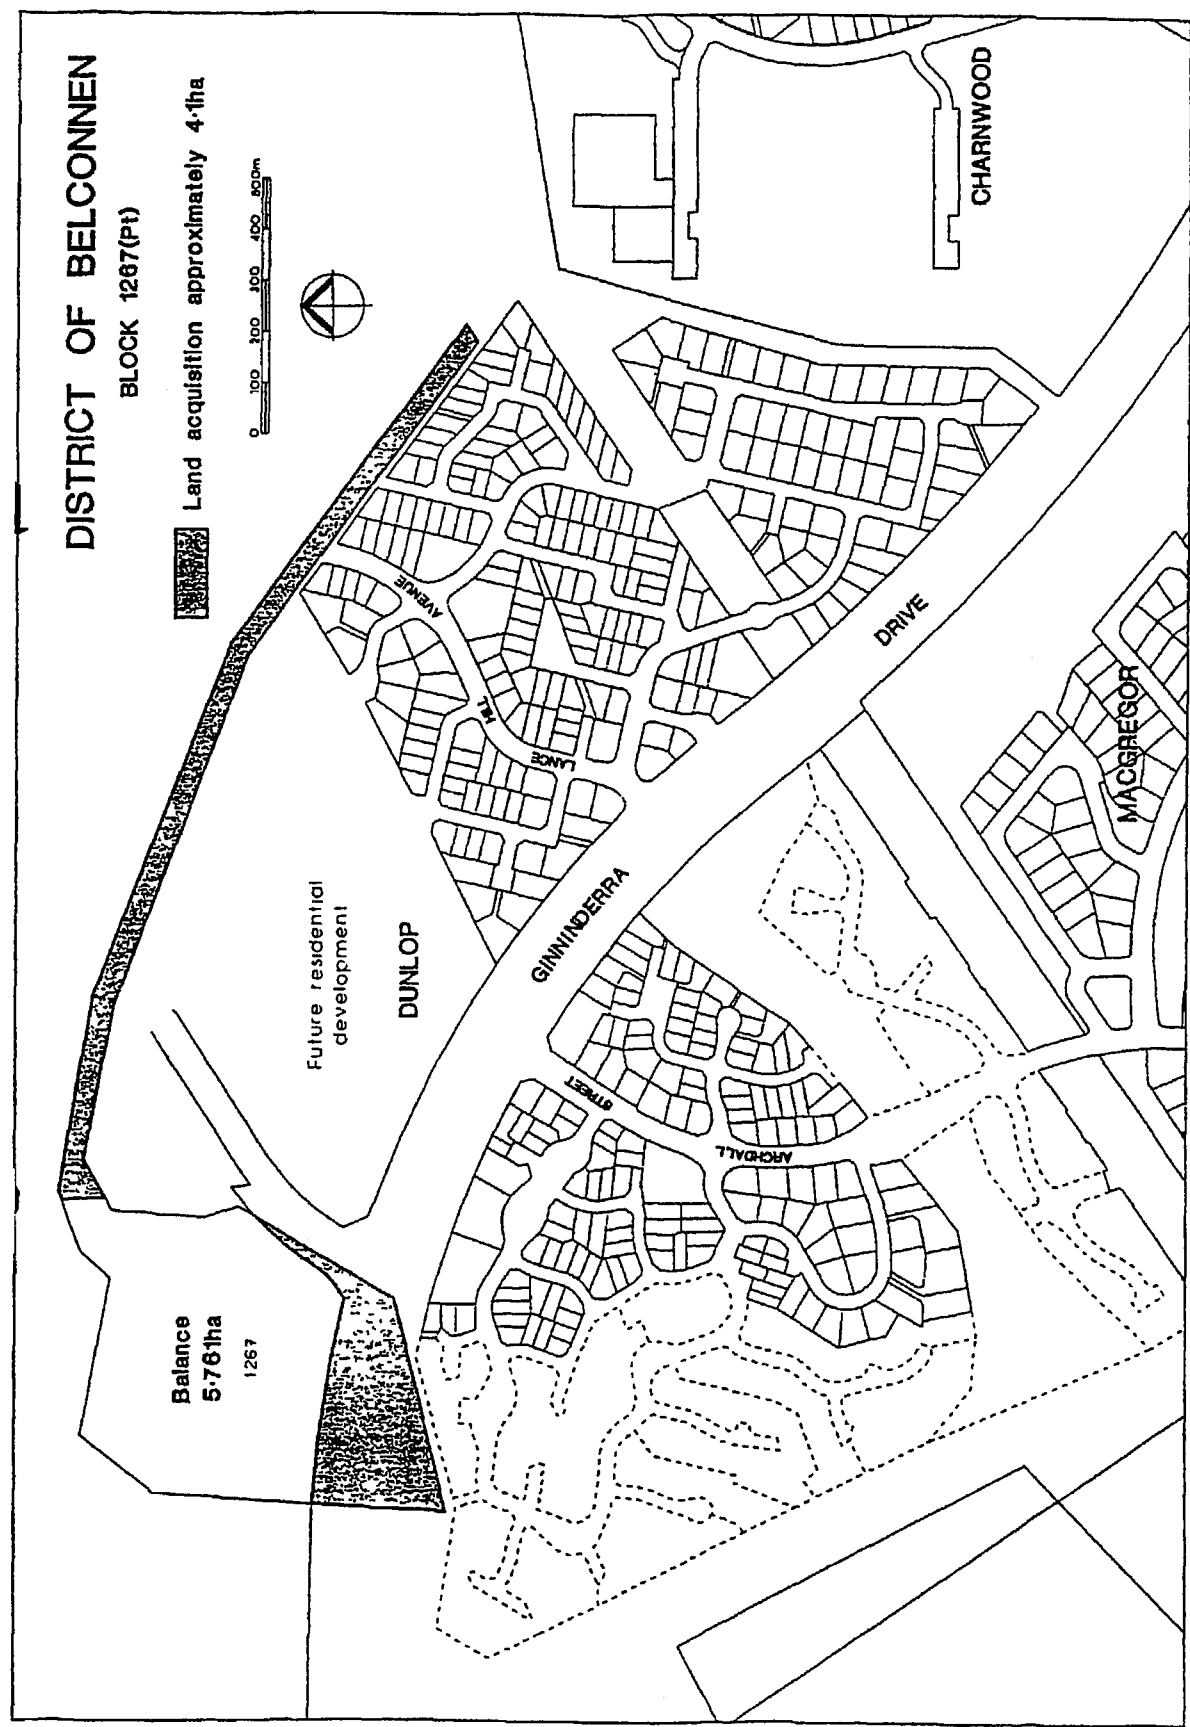 DISTRICT OF BELCONNEN
BLOCK 1267(Pt)
Land acquisition approximately 4·1ha
0 100 200 300 400 500m
CHARNWOOD
AVENUE
HILL
LANCE
DRIVE
MACGREGOR
GINNINDERRA
Future residential
development
DUNLOP
STREET
ARCHDALL
Balance
5·761ha
1267